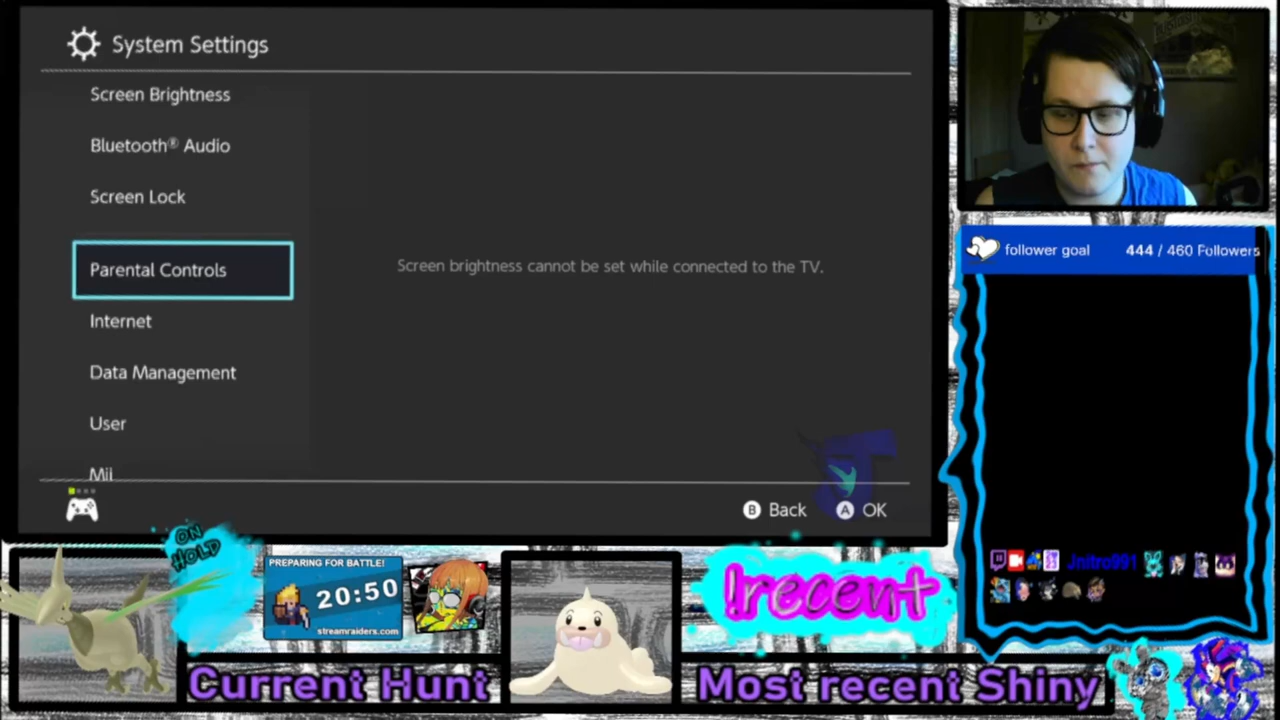 System Settings
Screen Brightness
Bluetooth® Audio
Screen Lock
Parental Controls
Internet
Data Management
User
Mii
Screen brightness cannot be set while connected to the TV.
B Back A OK
follower goal 444 / 460 Followers
Jnitro991
ON HOLD
PREPARING FOR BATTLE!
20:50
streamraiders.com
!recent
Current Hunt
Most recent Shiny